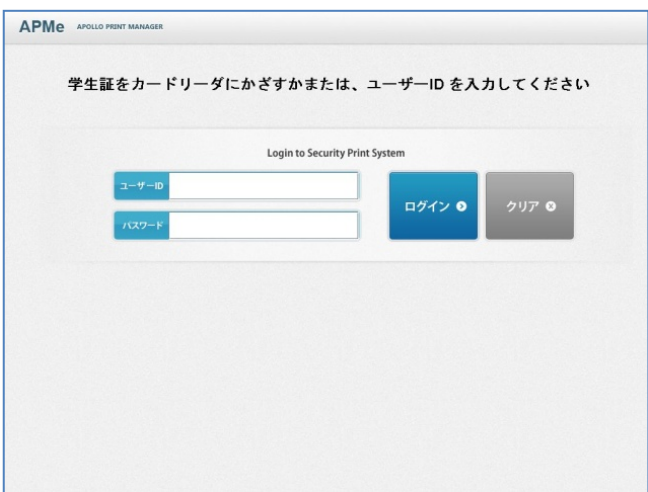 APMe APOLLO PRINT MANAGER
学生証をカードリーダにかざすかまたは、ユーザーID を入力してください
Login to Security Print System
ユーザーID
パスワード
ログイン
クリア